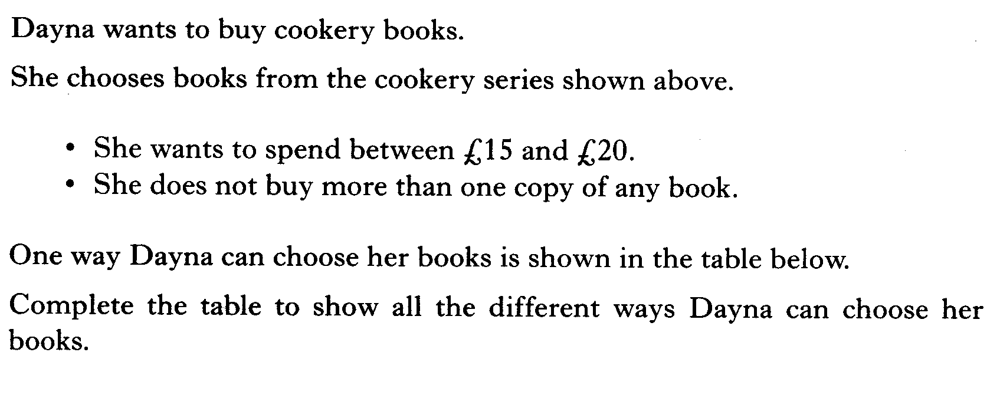 Dayna wants to buy cookery books.
She chooses books from the cookery series shown above.
• She wants to spend between £15 and £20.
• She does not buy more than one copy of any book.
One way Dayna can choose her books is shown in the table below.
Complete the table to show all the different ways Dayna can choose her
books.